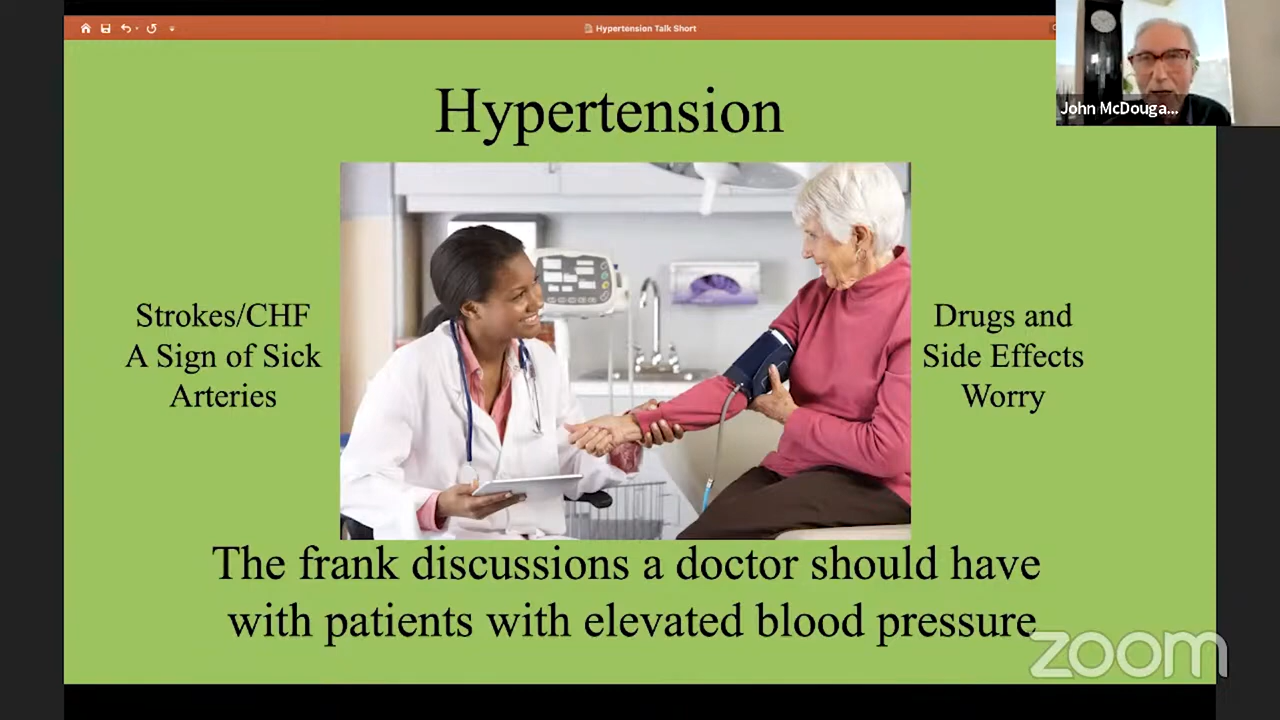 Hypertension Talk Short
John McDouga...
Hypertension
Strokes/CHF
A Sign of Sick
Arteries
Drugs and
Side Effects
Worry
The frank discussions a doctor should have
with patients with elevated blood pressure
zoom